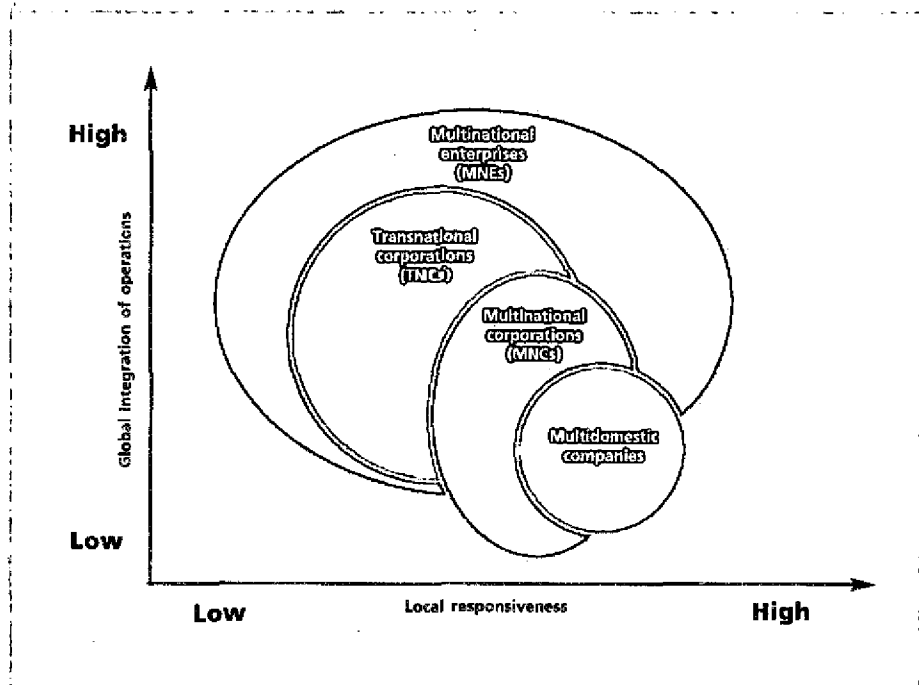 High
Multinational
enterprises
(MNEs)
Transnational
corporations
(TNCs)
Multinational
corporations
(MNCs)
Multidomestic
companies
Global integration of operations
Low
Low
Local responsiveness
High